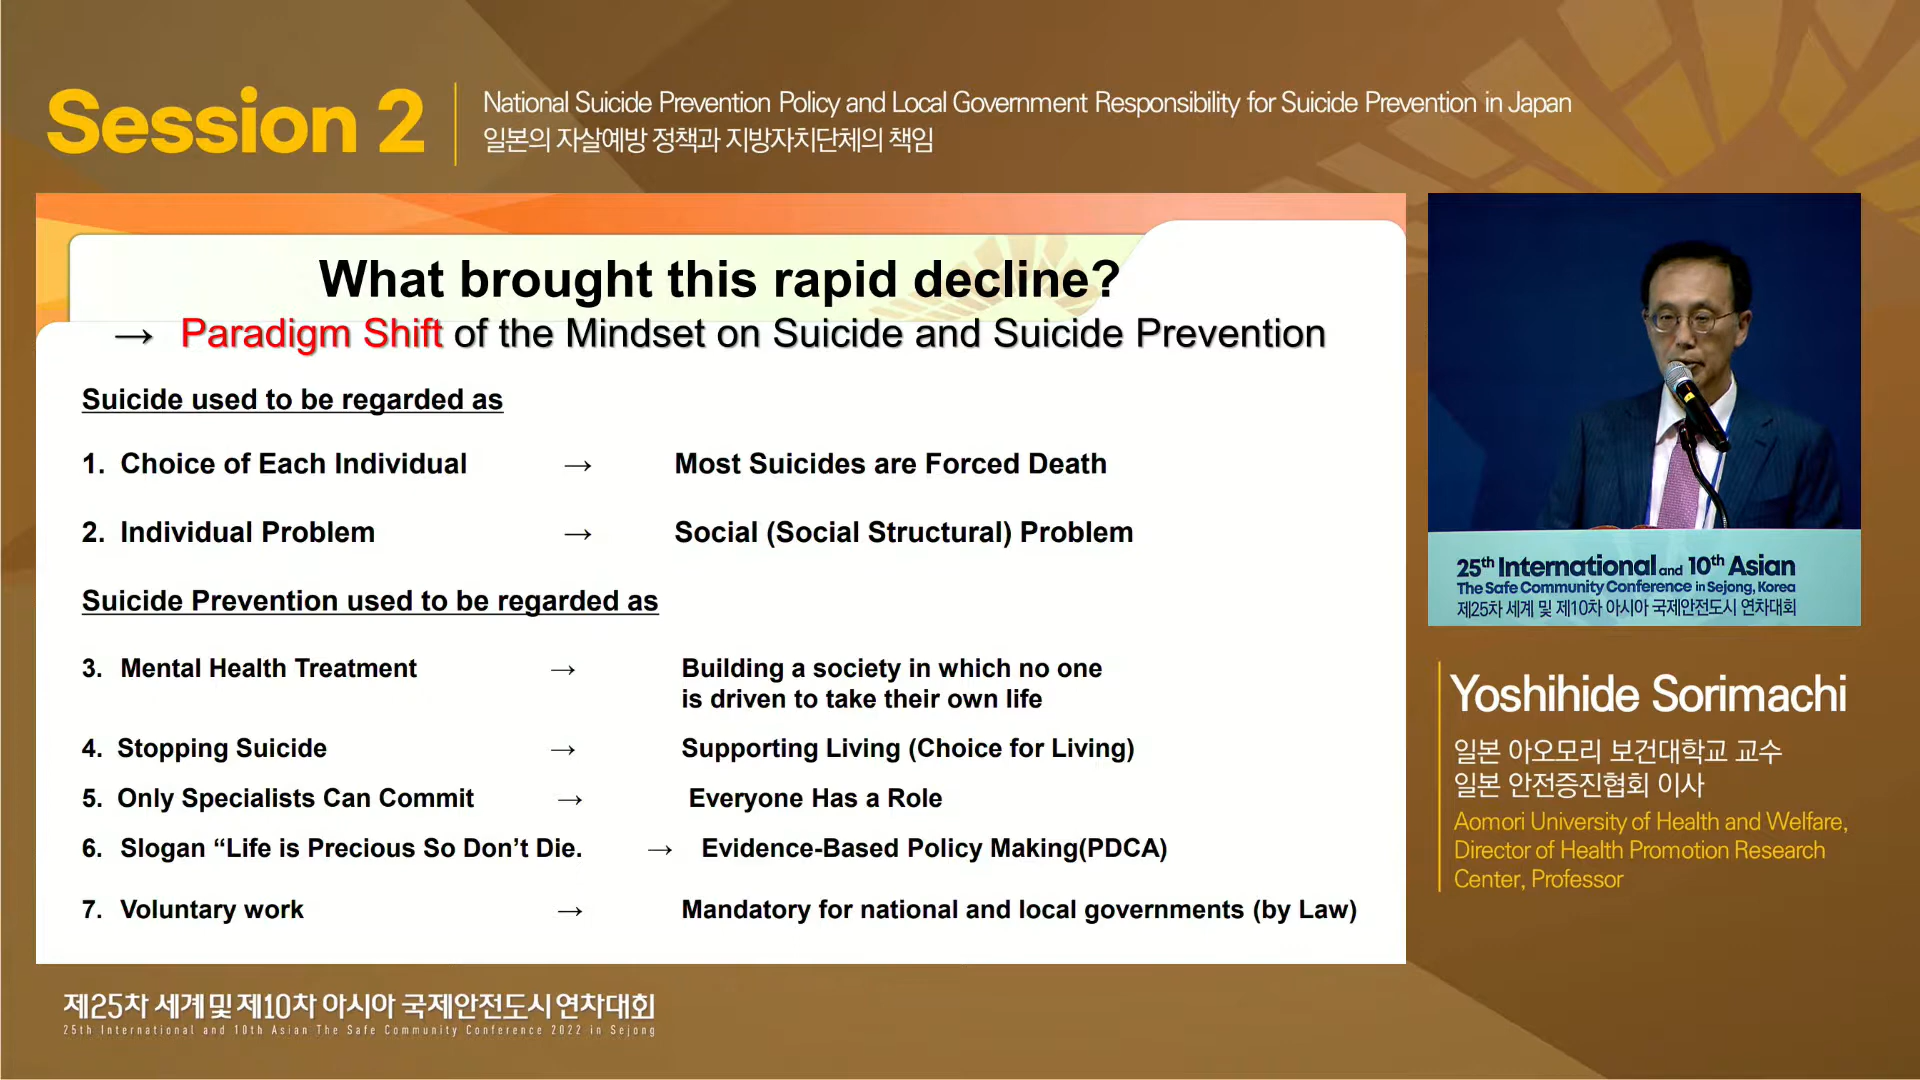 Session 2
National Suicide Prevention Policy and Local Government Responsibility for Suicide Prevention in Japan
일본의 자살예방 정책과 지방자치단체의 책임
What brought this rapid decline?
→ Paradigm Shift of the Mindset on Suicide and Suicide Prevention
Suicide used to be regarded as
1. Choice of Each Individual → Most Suicides are Forced Death
2. Individual Problem → Social (Social Structural) Problem
Suicide Prevention used to be regarded as
3. Mental Health Treatment → Building a society in which no one
is driven to take their own life
4. Stopping Suicide → Supporting Living (Choice for Living)
5. Only Specialists Can Commit → Everyone Has a Role
6. Slogan “Life is Precious So Don’t Die. → Evidence-Based Policy Making(PDCA)
7. Voluntary work → Mandatory for national and local governments (by Law)
25th International and 10th Asian
The Safe Community Conference in Sejong, Korea
제25차 세계 및 제10차 아시아 국제안전도시 연차대회
Yoshihide Sorimachi
일본 아오모리 보건대학교 교수
일본 안전증진협회 이사
Aomori University of Health and Welfare,
Director of Health Promotion Research
Center, Professor
제25차 세계 및 제10차 아시아 국제안전도시 연차대회
25th International and 10th Asian The Safe Community Conference 2022 in Sejong